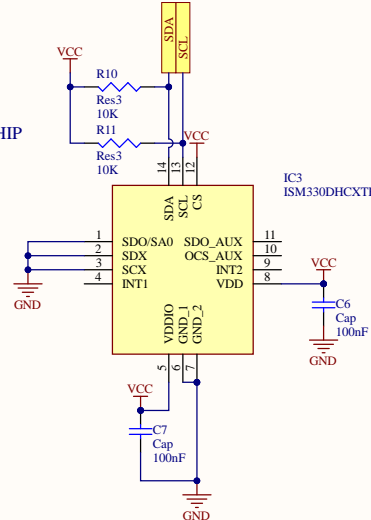 SDA
SCL
VCC
R10
Res3
10K
HIP
R11
Res3
10K
VCC
14
13
12
IC3
ISM330DHCXT
SDA
SCL
CS
1 SDO/SA0 SDO_AUX 11
2 SDX OCS_AUX 10
3 SCX INT2 9
4 INT1 VDD 8
VCC
GND
VDDIO
GND_1
GND_2
C6
Cap
100nF
GND
5
6
7
VCC
C7
Cap
100nF
GND